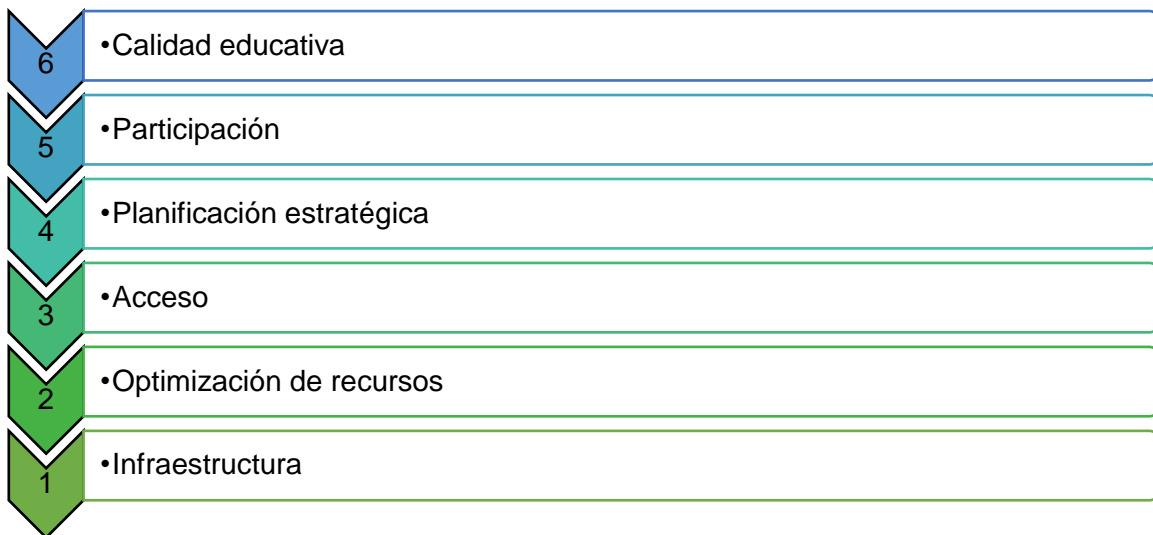 6
•Calidad educativa
5
•Participación
4
•Planificación estratégica
3
•Acceso
2
•Optimización de recursos
1
•Infraestructura